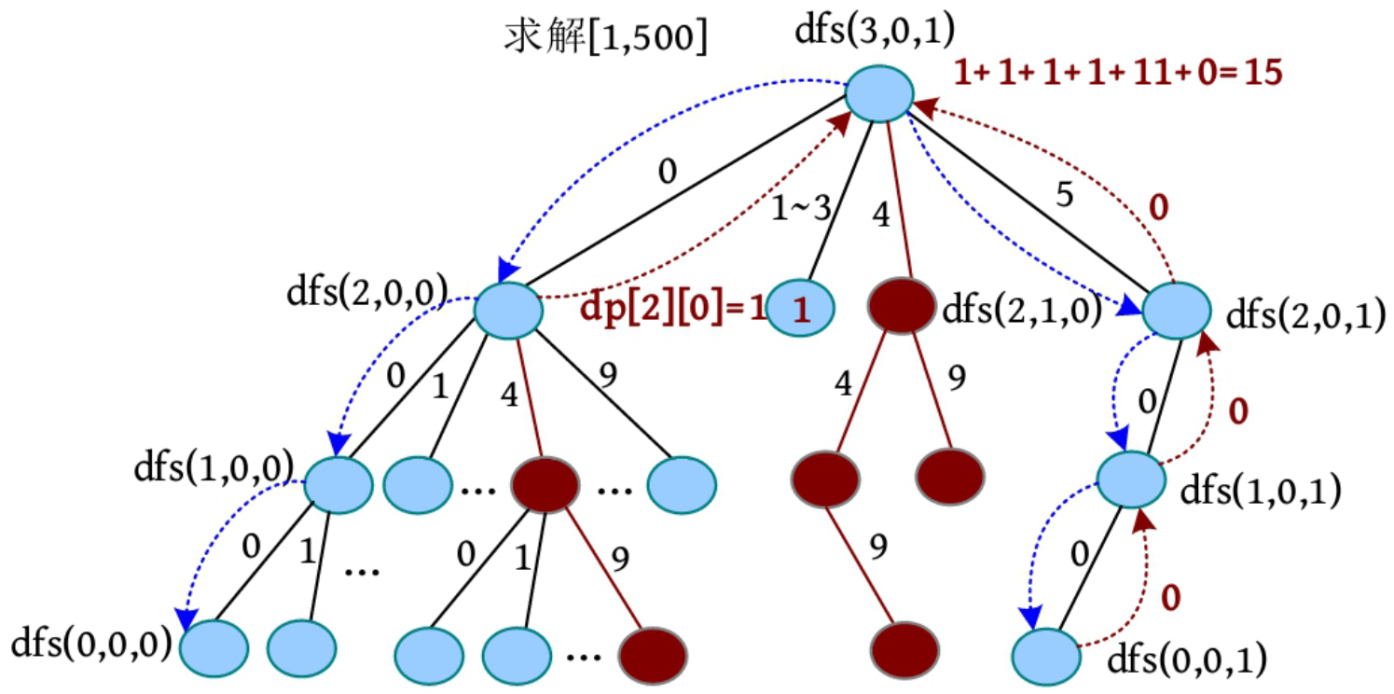 求解[1,500]
dfs(3,0,1)
1+1+1+1+11+0=15
0
1~3
4
5
0
dfs(2,0,0)
dp[2][0]=1
1
dfs(2,1,0)
dfs(2,0,1)
0
1
4
9
4
9
0
0
dfs(1,0,0)
...
...
dfs(1,0,1)
0
1
...
0
1
9
9
0
0
dfs(0,0,0)
...
dfs(0,0,1)